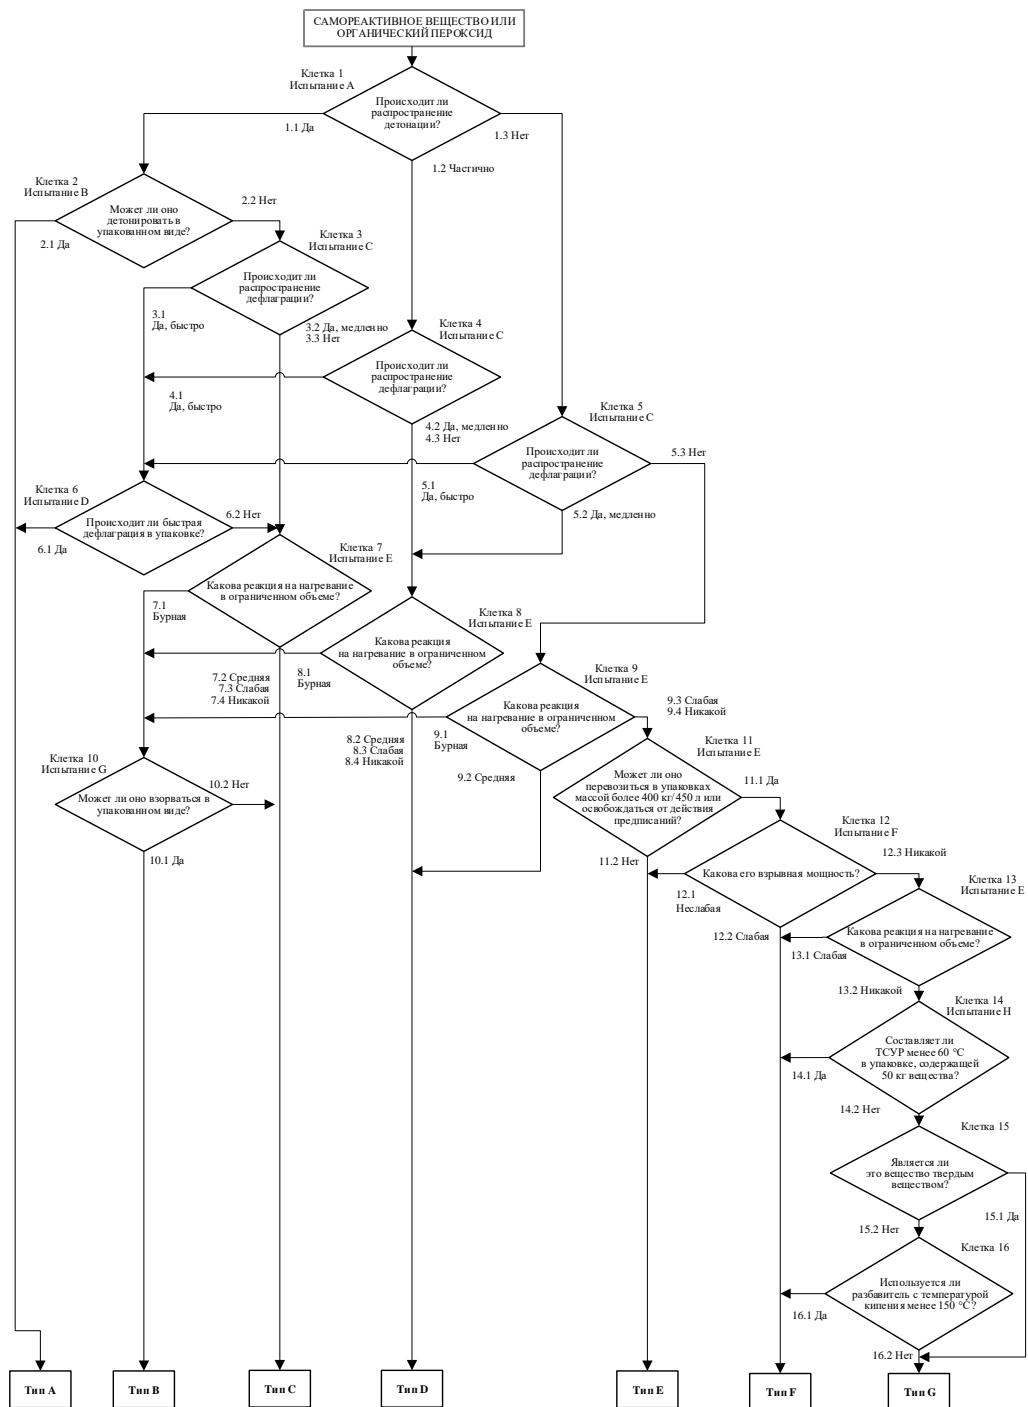 САМОРЕАКТИВНОЕ ВЕЩЕСТВО ИЛИ
ОРГАНИЧЕСКИЙ ПЕРОКСИД
Клетка 1
Испытание A
Происходит ли
распространение
детонации?
1.1 Да
1.3 Нет
1.2 Частично
Клетка 2
Испытание B
Может ли оно
детонировать в
упакованном виде?
2.2 Нет
2.1 Да
Клетка 3
Испытание C
Происходит ли
распространение
дефлаграции?
3.1
Да, быстро
3.2 Да, медленно
3.3 Нет
Клетка 4
Испытание C
Происходит ли
распространение
дефлаграции?
4.1
Да, быстро
4.2 Да, медленно
4.3 Нет
Клетка 5
Испытание C
Происходит ли
распространение
дефлаграции?
5.3 Нет
5.1
Да, быстро
5.2 Да, медленно
Клетка 6
Испытание D
Происходит ли быстрая
дефлаграция в упаковке?
6.2 Нет
6.1 Да
Клетка 7
Испытание E
Какова реакция на нагревание
в ограниченном объеме?
7.1
Бурная
7.2 Средняя
7.3 Слабая
7.4 Никакой
Клетка 8
Испытание E
Какова реакция
на нагревание в ограниченном
объеме?
8.1
Бурная
8.2 Средняя
8.3 Слабая
8.4 Никакой
Клетка 9
Испытание E
Какова реакция
на нагревание в ограниченном
объеме?
9.3 Слабая
9.4 Никакой
9.1
Бурная
9.2 Средняя
Клетка 10
Испытание G
Может ли оно взорваться в
упакованном виде?
10.2 Нет
10.1 Да
Клетка 11
Испытание E
Может ли оно
перевозиться в упаковках
массой более 400 кг/450 л или
освобождаться от действия
предписаний?
11.1 Да
11.2 Нет
Клетка 12
Испытание F
Какова его взрывная мощность?
12.3 Никакой
12.1
Неслабая
12.2 Слабая
Клетка 13
Испытание E
Какова реакция на нагревание
в ограниченном объеме?
13.1 Слабая
13.2 Никакой
Клетка 14
Испытание H
Составляет ли
ТСУР менее 60 °C
в упаковке, содержащей
50 кг вещества?
14.1 Да
14.2 Нет
Клетка 15
Является ли
это вещество твердым
веществом?
15.1 Да
15.2 Нет
Клетка 16
Используется ли
разбавитель с температурой
кипения менее 150 °C?
16.1 Да
16.2 Нет
Тип A
Тип B
Тип C
Тип D
Тип E
Тип F
Тип G